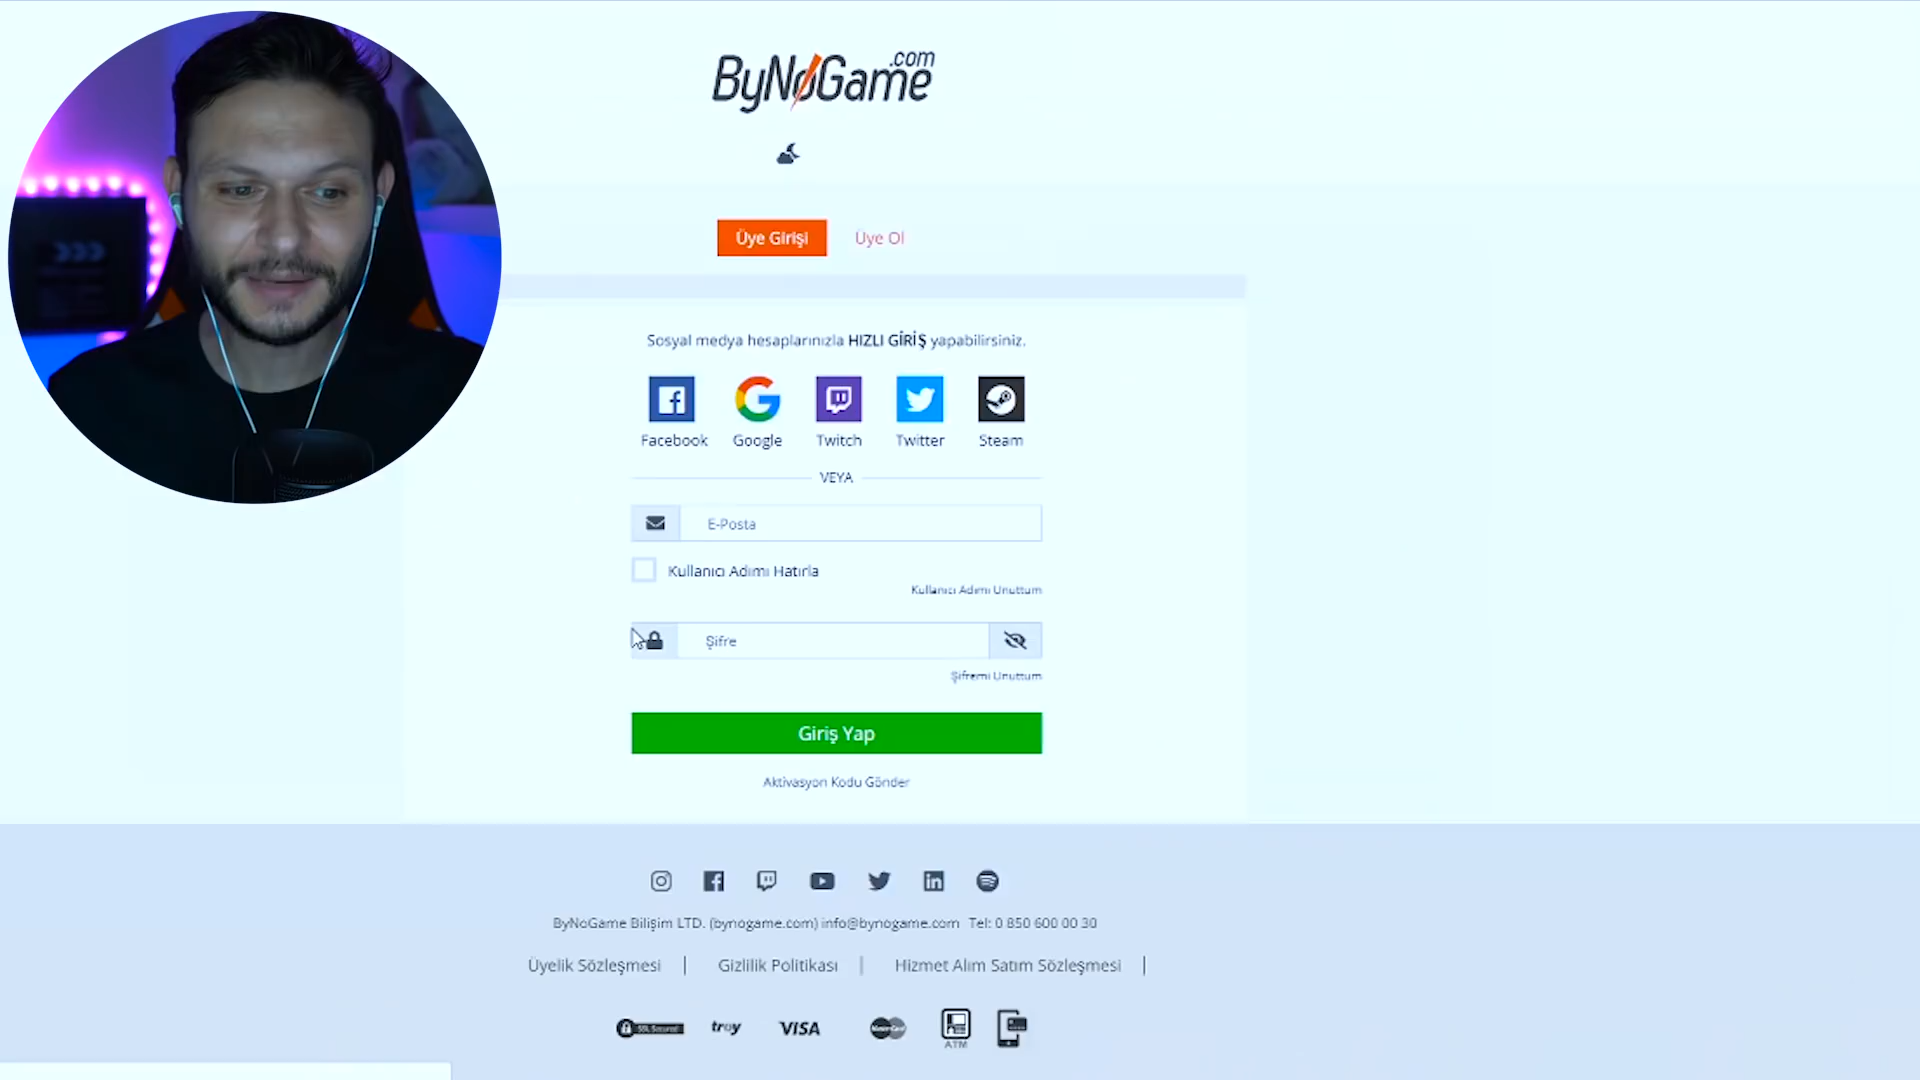 ByNoGame.com
Üye Girişi Üye Ol
Sosyal medya hesaplarınızla HIZLI GİRİŞ yapabilirsiniz.
Facebook Google Twitch Twitter Steam
VEYA
E-Posta
Kullanıcı Adımı Hatırla
Kullanıcı Adımı Unuttum
Şifre
Şifremi Unuttum
Giriş Yap
Aktivasyon Kodu Gönder
ByNoGame Bilişim LTD. (bynogame.com) info@bynogame.com Tel: 0 850 600 00 30
Üyelik Sözleşmesi | Gizlilik Politikası | Hizmet Alım Satım Sözleşmesi |
SSL Secured troy VISA MasterCard ATM